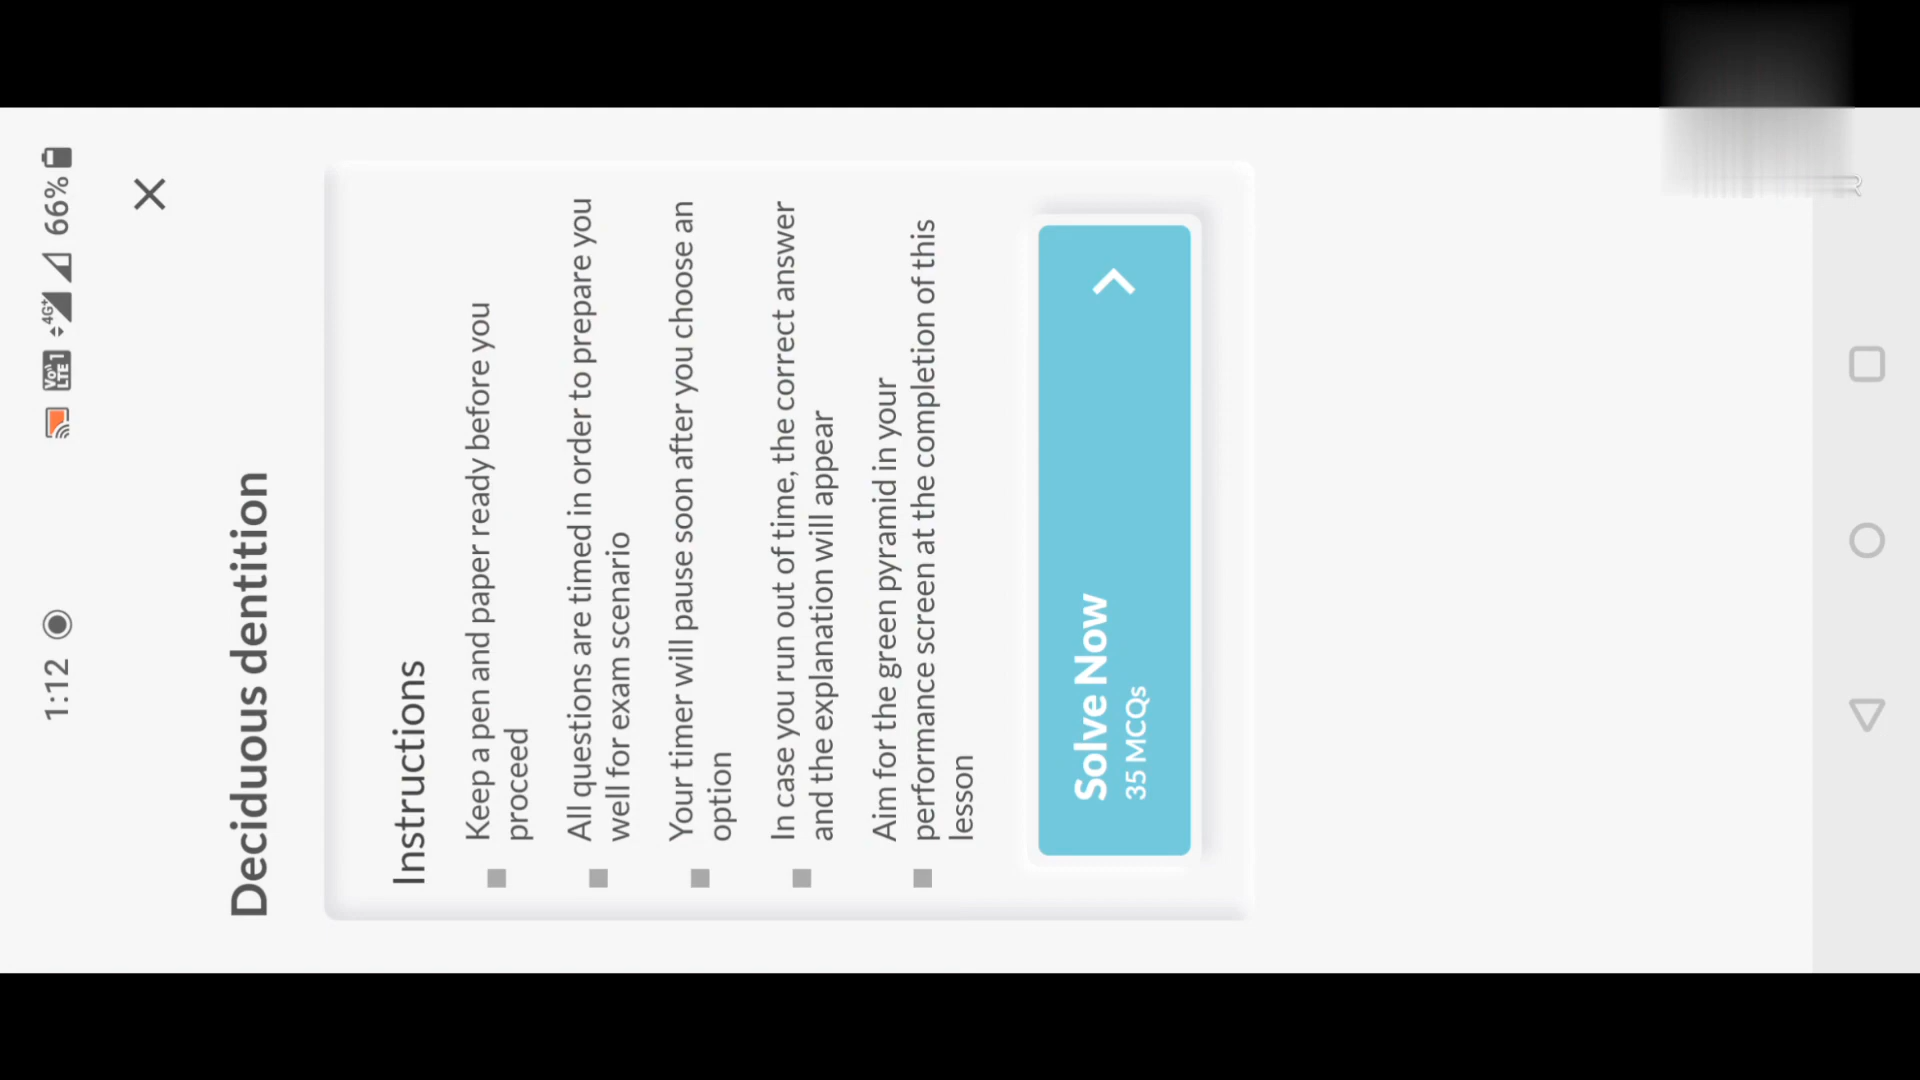 1:12 VoLTE 1 4G+ 66%
Deciduous dentition
Instructions
Keep a pen and paper ready before you
proceed
All questions are timed in order to prepare you
well for exam scenario
Your timer will pause soon after you choose an
option
In case you run out of time, the correct answer
and the explanation will appear
Aim for the green pyramid in your
performance screen at the completion of this
lesson
Solve Now
35 MCQs